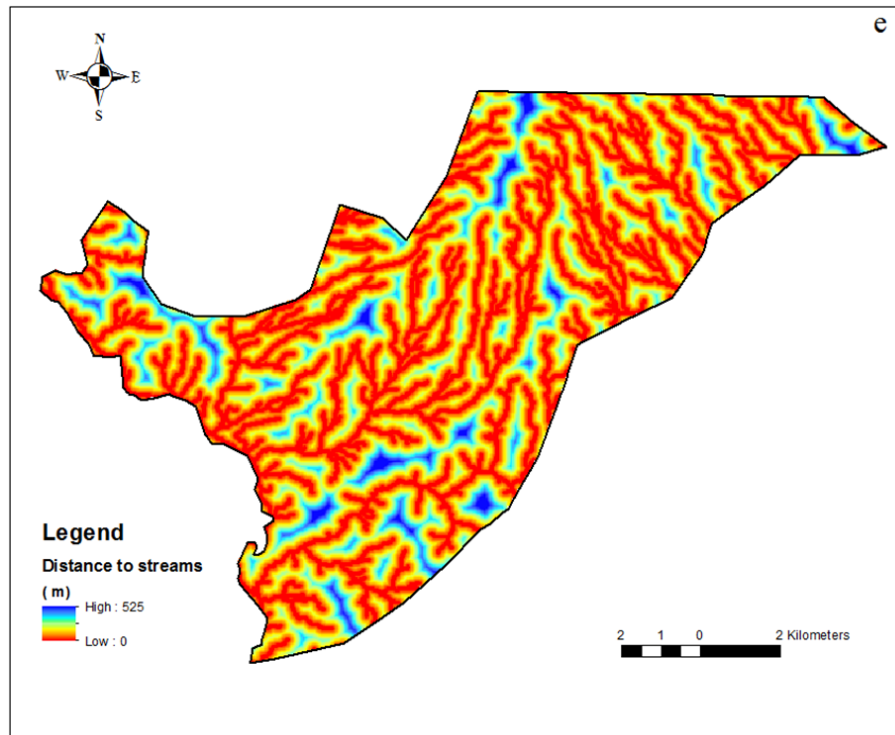 e
N
W E
S
Legend
Distance to streams
( m)
High : 525
Low : 0
2 1 0 2 Kilometers